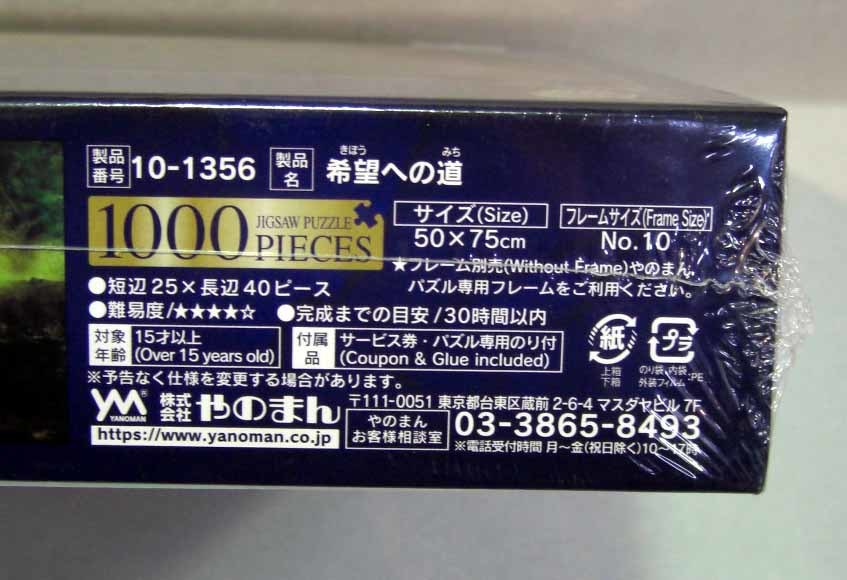 製品番号 10-1356 製品名 希望への道
きぼう みち
1000 JIGSAW PUZZLE PIECES
サイズ(Size) フレームサイズ(Frame Size)
50×75cm No.10
★フレーム別売(Without Frame)やのまん
パズル専用フレームをご利用ください。
●短辺25×長辺40ピース
●難易度/★★★★☆ ●完成までの目安/30時間以内
対象年齢 15才以上 (Over 15 years old) 付属品 サービス券・パズル専用のり付 (Coupon & Glue included)
紙 上箱 下箱 プラ のり袋、内袋 外装フィルム :PE
※予告なく仕様を変更する場合があります。
YM YANOMAN 株式会社 やのまん 〒111-0051 東京都台東区蔵前2-6-4 マスダヤビル 7F
https://www.yanoman.co.jp やのまんお客様相談室 03-3865-8493
※電話受付時間 月〜金(祝日除く)10〜17時